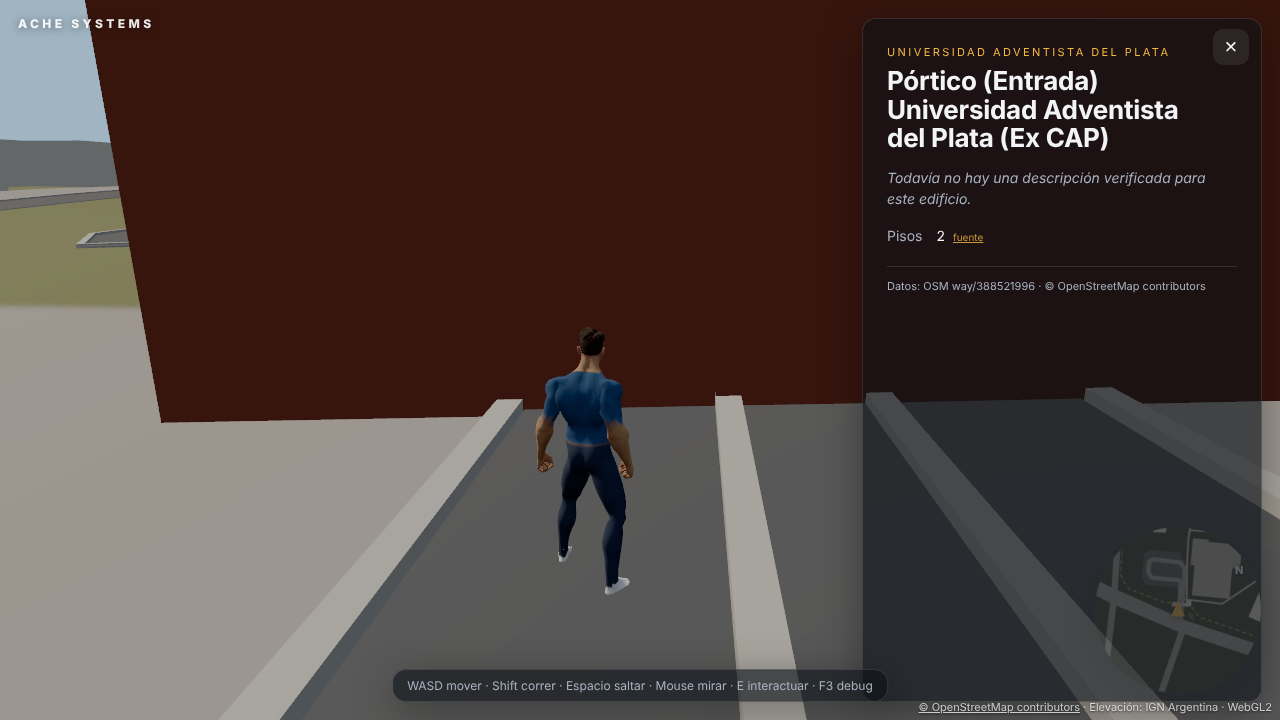 ACHE SYSTEMS
UNIVERSIDAD ADVENTISTA DEL PLATA
✕
Pórtico (Entrada)
Universidad Adventista
del Plata (Ex CAP)
Todavía no hay una descripción verificada para
este edificio.
Pisos 2 fuente
Datos: OSM way/388521996 · © OpenStreetMap contributors
N
WASD mover · Shift correr · Espacio saltar · Mouse mirar · E interactuar · F3 debug
© OpenStreetMap contributors · Elevación: IGN Argentina · WebGL2